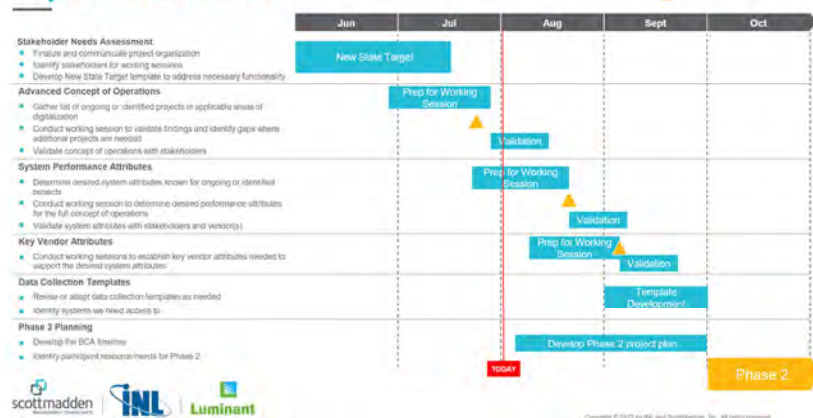 Jun Jul Aug Sept Oct
Stakeholder Needs Assessment
Finalize and communicate project organization
Identify stakeholders for working sessions
Develop New State Target template to address necessary functionality
New State Target
Advanced Concept of Operations
Gather list of ongoing or identified projects in applicable areas of
digitalization
Conduct working session to validate findings and identify gaps where
additional projects are needed
Validate concept of operations with stakeholders
Prep for Working
Session
Validation
System Performance Attributes
Determine desired system attributes known for ongoing or identified
projects
Conduct working session to determine desired performance attributes
for the full concept of operations
Validate system attributes with stakeholders and vendor(s)
Prep for Working
Session
Validation
Key Vendor Attributes
Conduct working sessions to establish key vendor attributes needed to
support the desired system attributes
Prep for Working
Session
Validation
Data Collection Templates
Revise or adapt data collection templates as needed
Identify systems we need access to
Template
Development
Phase 2 Planning
Develop the BCA timeline
Identify participant resource needs for Phase 2
Develop Phase 2 project plan
TODAY
Phase 2
scottmadden
MANAGEMENT CONSULTANTS
INL
Luminant